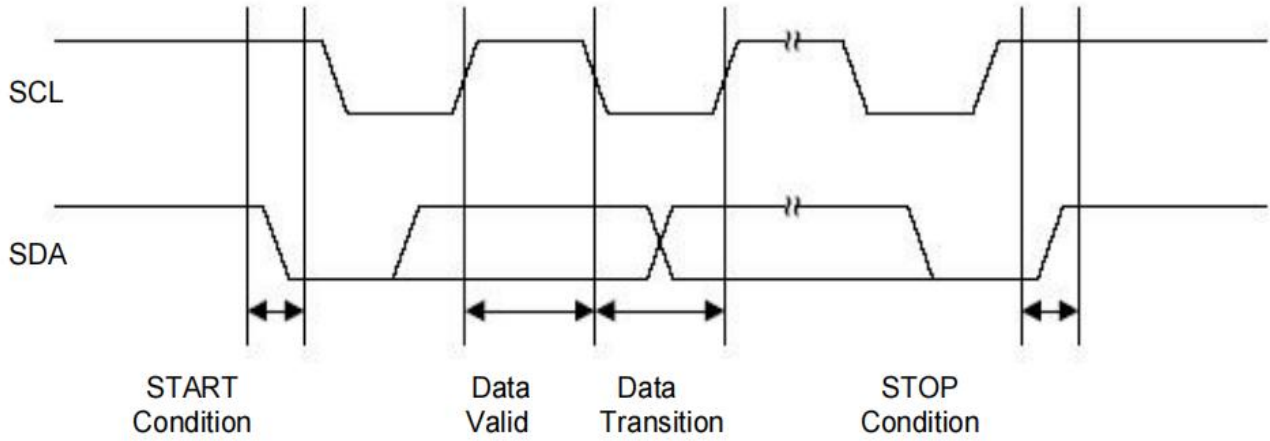 SCL
SDA
START
Condition
Data
Valid
Data
Transition
STOP
Condition